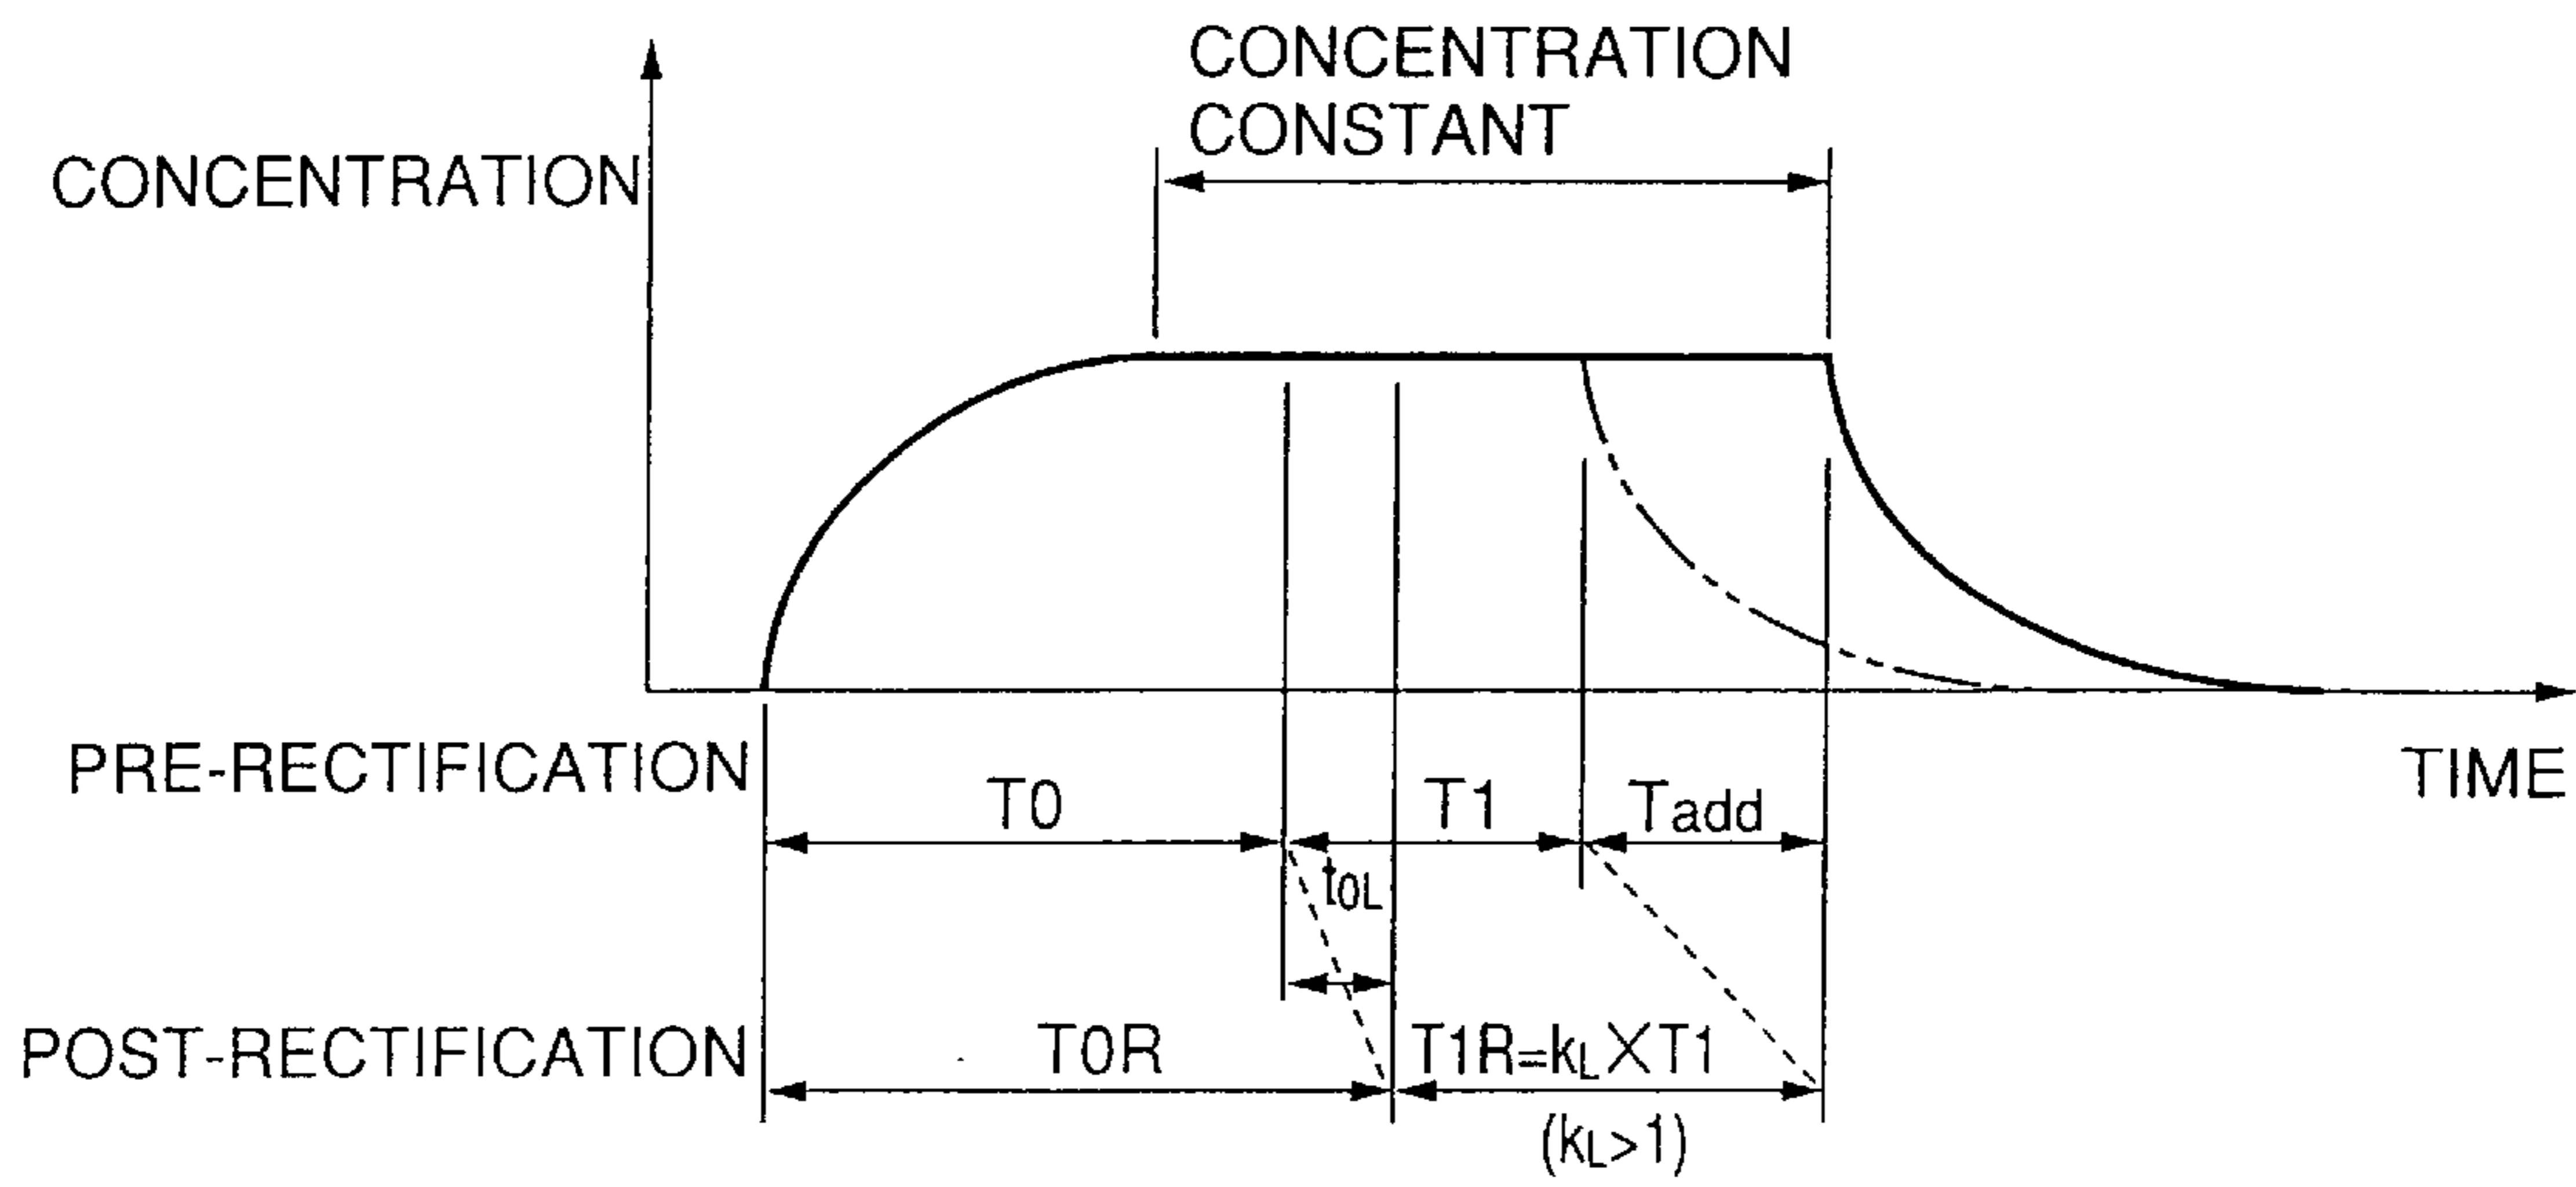 CONCENTRATION
CONSTANT
CONCENTRATION
PRE-RECTIFICATION
TIME
T0
T1
Tadd
t0L
POST-RECTIFICATION
T0R
T1R=kL×T1
(kL>1)